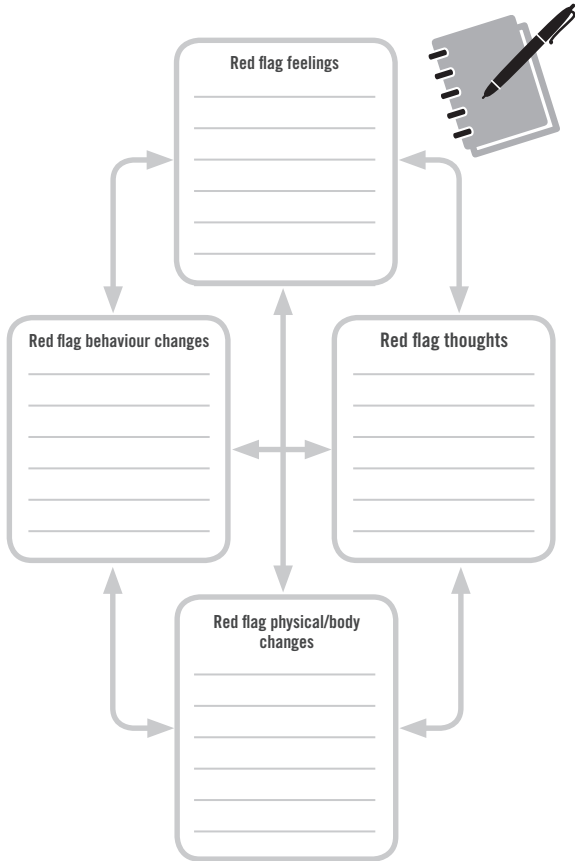 Red flag feelings
Red flag behaviour changes
Red flag thoughts
Red flag physical/body
changes